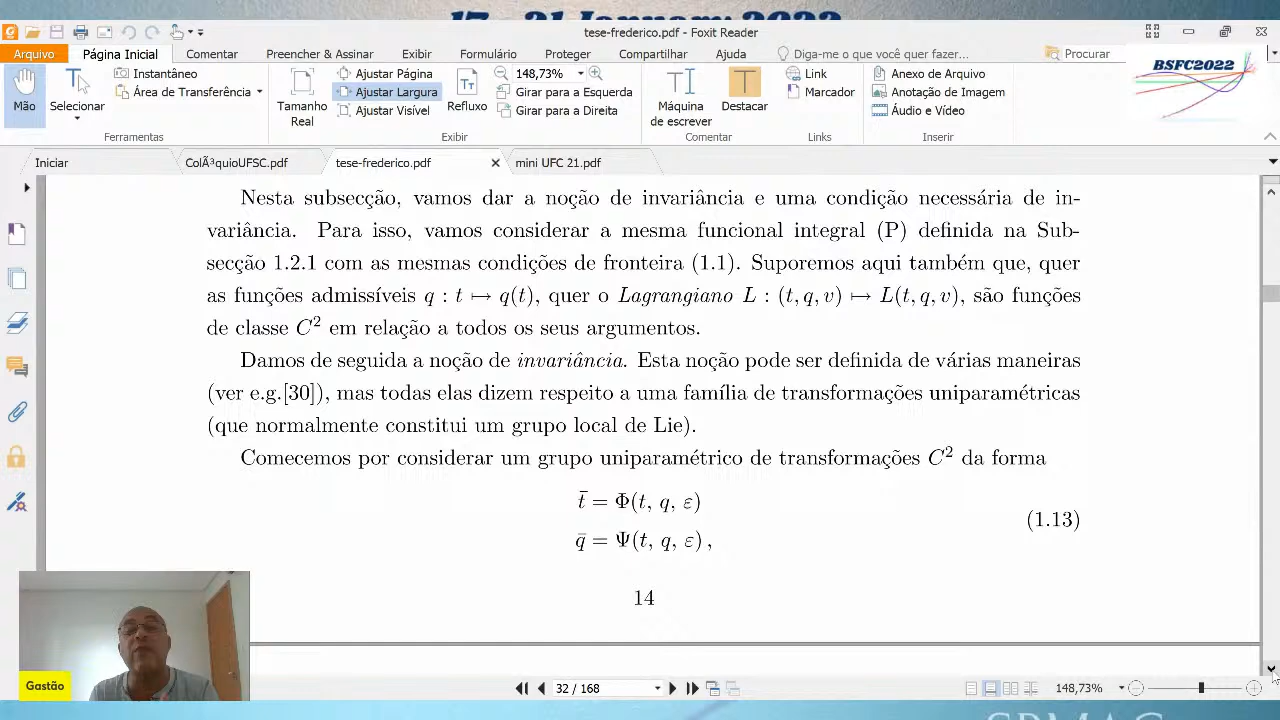 17 - 21 January 2022
tese-frederico.pdf - Foxit Reader
Arquivo Página Inicial Comentar Preencher & Assinar Exibir Formulário Proteger Compartilhar Ajuda Diga-me o que você quer fazer... Procurar
BSFC2022
Mão
Selecionar
Instantâneo
Área de Transferência
Ferramentas
Tamanho Real
Ajustar Página
Ajustar Largura
Ajustar Visível
Refluxo
148,73%
Girar para a Esquerda
Girar para a Direita
Exibir
Máquina de escrever
Destacar
Comentar
Link
Marcador
Links
Anexo de Arquivo
Anotação de Imagem
Áudio e Vídeo
Inserir
Iniciar ColÃ³quioUFSC.pdf tese-frederico.pdf mini UFC 21.pdf
Nesta subsecção, vamos dar a noção de invariância e uma condição necessária de in-
variância. Para isso, vamos considerar a mesma funcional integral (P) definida na Sub-
secção 1.2.1 com as mesmas condições de fronteira (1.1). Suporemos aqui também que, quer
as funções admissíveis q : t ↦ q(t), quer o Lagrangiano L : (t, q, v) ↦ L(t, q, v), são funções
de classe C² em relação a todos os seus argumentos.
Damos de seguida a noção de invariância. Esta noção pode ser definida de várias maneiras
(ver e.g.[30]), mas todas elas dizem respeito a uma família de transformações uniparamétricas
(que normalmente constitui um grupo local de Lie).
Comecemos por considerar um grupo uniparamétrico de transformações C² da forma
t̄ = Φ(t, q, ε)
(1.13)
q̄ = Ψ(t, q, ε) ,
14
Gastão
32 / 168
148,73%